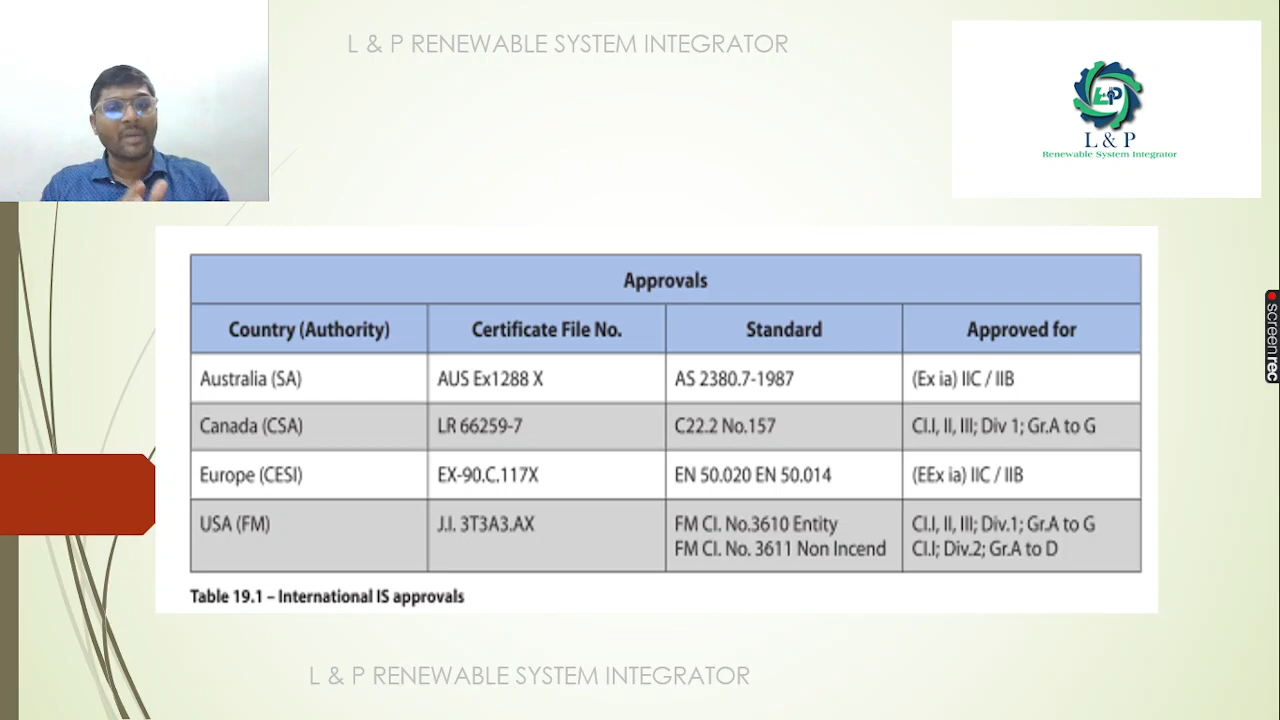 L & P RENEWABLE SYSTEM INTEGRATOR
L&P
L & P
Renewable System Integrator
Approvals
Country (Authority) Certificate File No. Standard Approved for
Australia (SA) AUS Ex1288 X AS 2380.7-1987 (Ex ia) IIC / IIB
Canada (CSA) LR 66259-7 C22.2 No.157 Cl.I, II, III; Div 1; Gr.A to G
Europe (CESI) EX-90.C.117X EN 50.020 EN 50.014 (EEx ia) IIC / IIB
USA (FM) J.I. 3T3A3.AX FM Cl. No.3610 Entity Cl.I, II, III; Div.1; Gr.A to G
FM Cl. No. 3611 Non Incend Cl.I; Div.2; Gr.A to D
Table 19.1 – International IS approvals
L & P RENEWABLE SYSTEM INTEGRATOR
screenrec